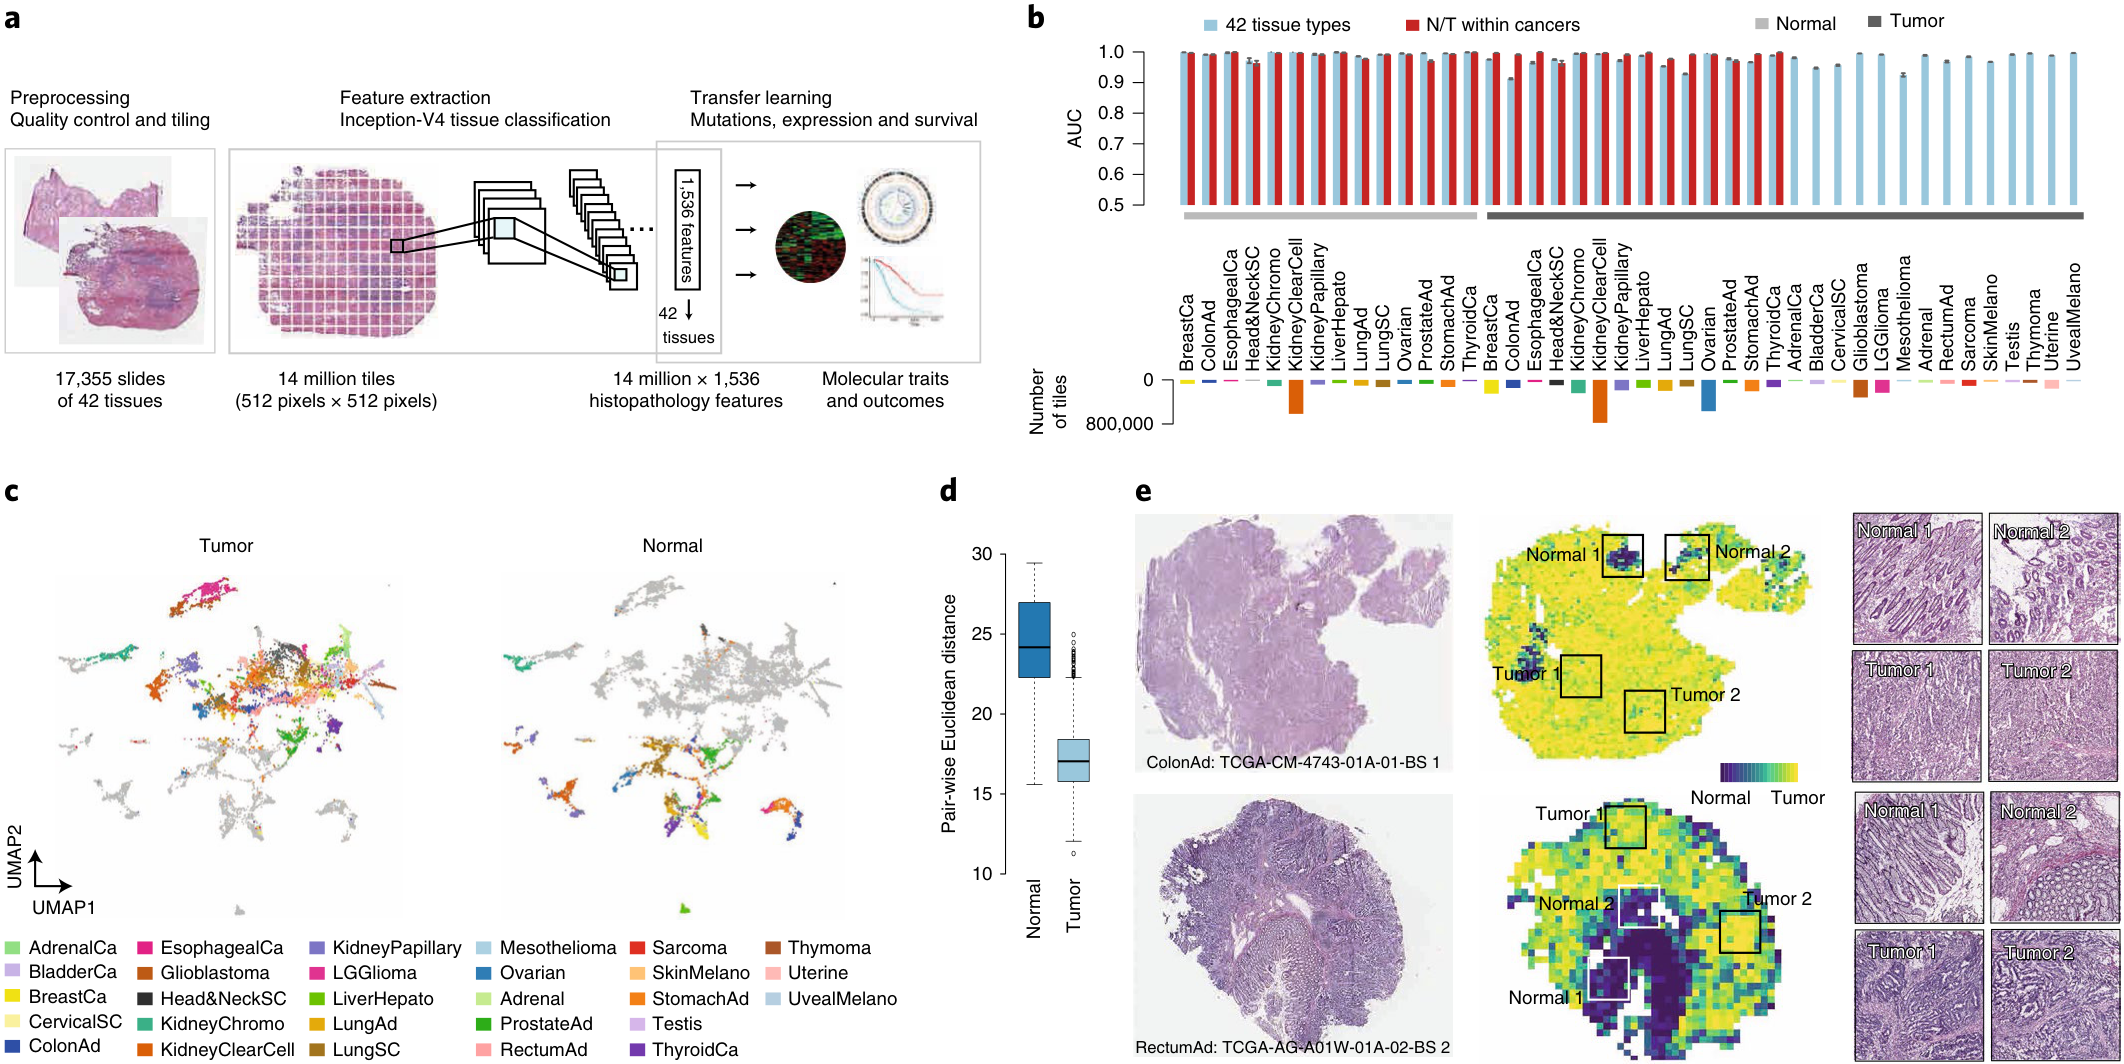 a
Preprocessing
Quality control and tiling
Feature extraction
Inception-V4 tissue classification
Transfer learning
Mutations, expression and survival
1,536 features
42
tissues
17,355 slides
of 42 tissues
14 million tiles
(512 pixels × 512 pixels)
14 million × 1,536
histopathology features
Molecular traits
and outcomes
b
42 tissue types
N/T within cancers
Normal
Tumor
AUC
1.0
0.9
0.8
0.7
0.6
0.5
BreastCa
ColonAd
EsophagealCa
Head&NeckSC
KidneyChromo
KidneyClearCell
KidneyPapillary
LiverHepato
LungAd
LungSC
Ovarian
ProstateAd
StomachAd
ThyroidCa
BreastCa
ColonAd
EsophagealCa
Head&NeckSC
KidneyChromo
KidneyClearCell
KidneyPapillary
LiverHepato
LungAd
LungSC
Ovarian
ProstateAd
StomachAd
ThyroidCa
AdrenalCa
BladderCa
CervicalSC
Glioblastoma
LGGlioma
Mesothelioma
Adrenal
RectumAd
Sarcoma
SkinMelano
Testis
Thymoma
Uterine
UvealMelano
Number
of tiles
0
800,000
c
Tumor
Normal
UMAP2
UMAP1
AdrenalCa
BladderCa
BreastCa
CervicalSC
ColonAd
EsophagealCa
Glioblastoma
Head&NeckSC
KidneyChromo
KidneyClearCell
KidneyPapillary
LGGlioma
LiverHepato
LungAd
LungSC
Mesothelioma
Ovarian
Adrenal
ProstateAd
RectumAd
Sarcoma
SkinMelano
StomachAd
Testis
ThyroidCa
Thymoma
Uterine
UvealMelano
d
Pair-wise Euclidean distance
30
25
20
15
10
Normal
Tumor
e
ColonAd: TCGA-CM-4743-01A-01-BS 1
Normal 1
Normal 2
Tumor 1
Tumor 2
Normal
Tumor
Normal 1
Normal 2
Tumor 1
Tumor 2
RectumAd: TCGA-AG-A01W-01A-02-BS 2
Tumor 1
Normal 2
Tumor 2
Normal 1
Normal 1
Normal 2
Tumor 1
Tumor 2